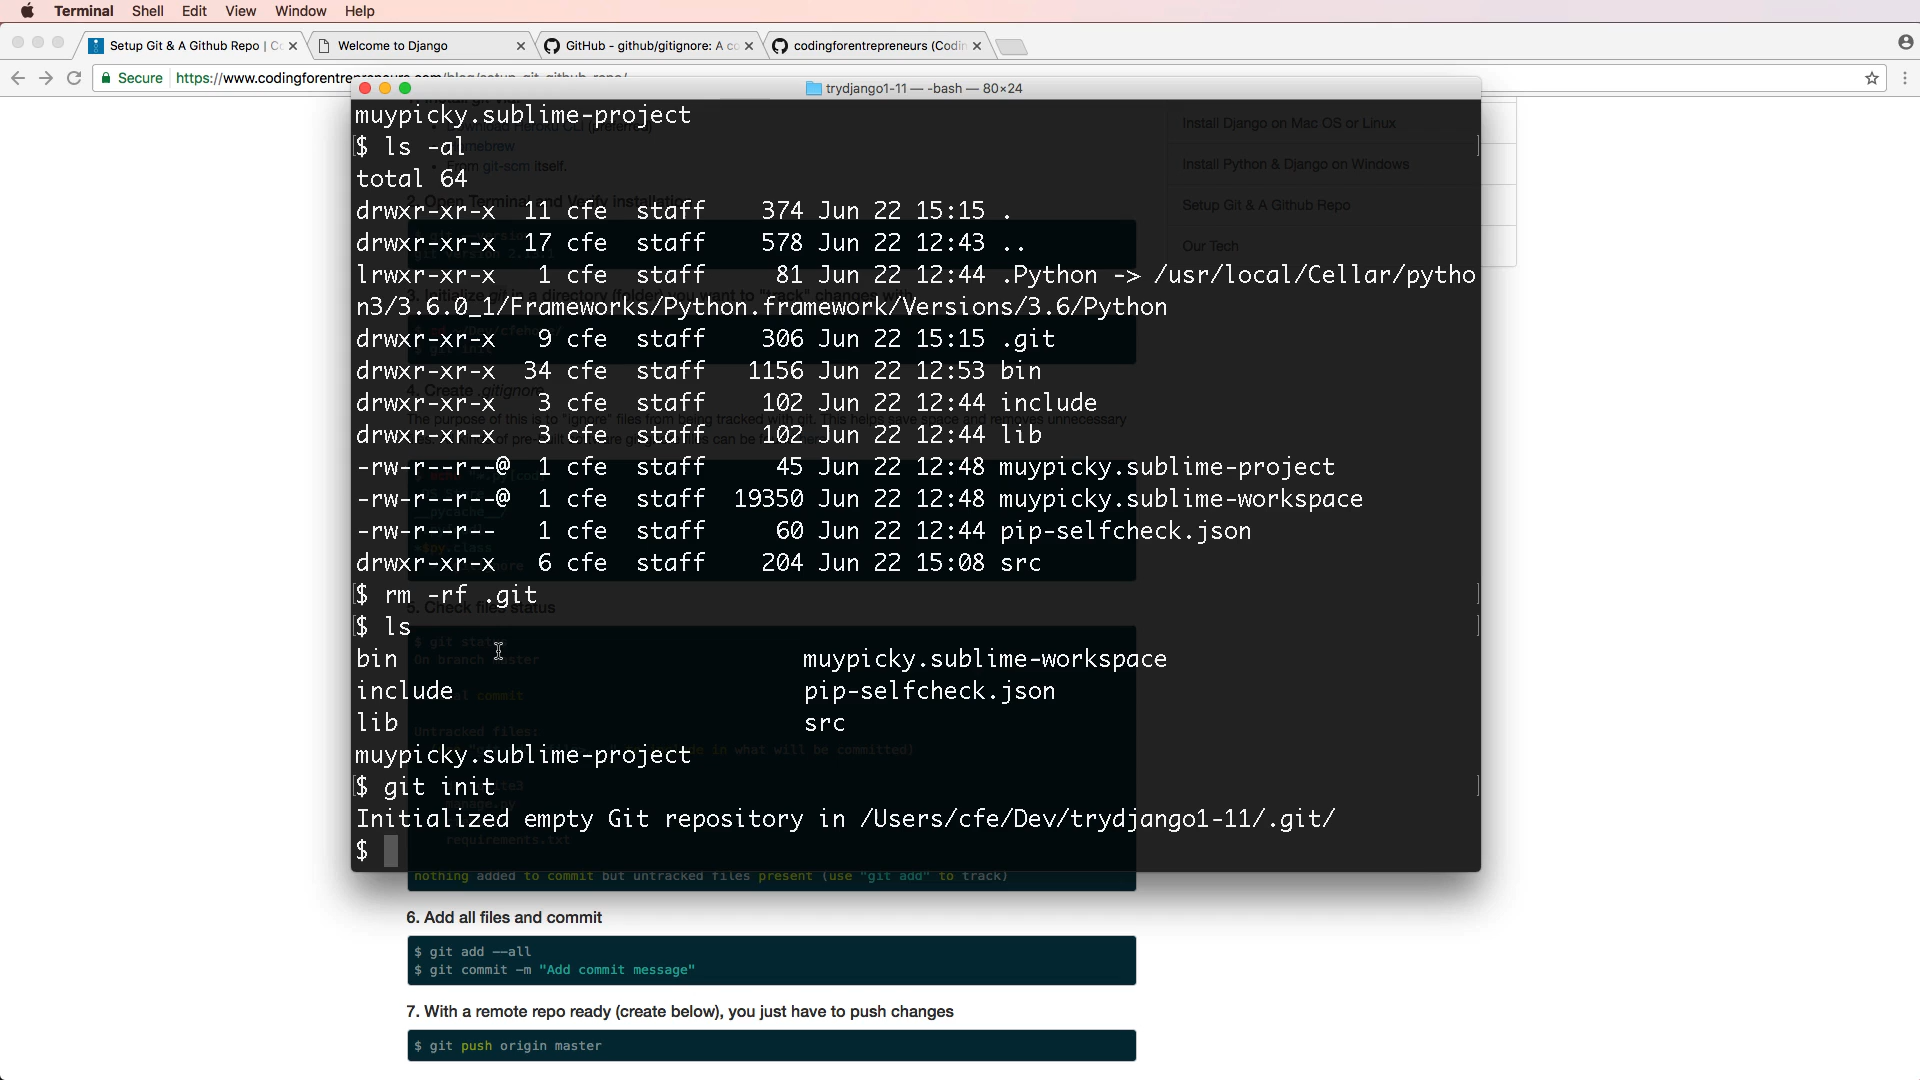 Terminal Shell Edit View Window Help
Setup Git & A Github Repo | C
Welcome to Django
GitHub - github/gitignore: A co
codingforentrepreneurs (Codin
Secure https://www.codingforentrepreneurs.com/blog/setup-git-github-repo/
trydjango1-11 — -bash — 80×24
muypicky.sublime-project
$ ls -al
total 64
drwxr-xr-x 11 cfe staff 374 Jun 22 15:15 .
drwxr-xr-x 17 cfe staff 578 Jun 22 12:43 ..
lrwxr-xr-x 1 cfe staff 81 Jun 22 12:44 .Python -> /usr/local/Cellar/pytho
n3/3.6.0_1/Frameworks/Python.framework/Versions/3.6/Python
drwxr-xr-x 9 cfe staff 306 Jun 22 15:15 .git
drwxr-xr-x 34 cfe staff 1156 Jun 22 12:53 bin
drwxr-xr-x 3 cfe staff 102 Jun 22 12:44 include
drwxr-xr-x 3 cfe staff 102 Jun 22 12:44 lib
-rw-r--r--@ 1 cfe staff 45 Jun 22 12:48 muypicky.sublime-project
-rw-r--r--@ 1 cfe staff 19350 Jun 22 12:48 muypicky.sublime-workspace
-rw-r--r-- 1 cfe staff 60 Jun 22 12:44 pip-selfcheck.json
drwxr-xr-x 6 cfe staff 204 Jun 22 15:08 src
$ rm -rf .git
$ ls
bin muypicky.sublime-workspace
include pip-selfcheck.json
lib src
muypicky.sublime-project
$ git init
Initialized empty Git repository in /Users/cfe/Dev/trydjango1-11/.git/
$
Install Django on Mac OS or Linux
Install Python & Django on Windows
Setup Git & A Github Repo
Our Tech
nothing added to commit but untracked files present (use "git add" to track)
6. Add all files and commit
$ git add --all
$ git commit -m "Add commit message"
7. With a remote repo ready (create below), you just have to push changes
$ git push origin master